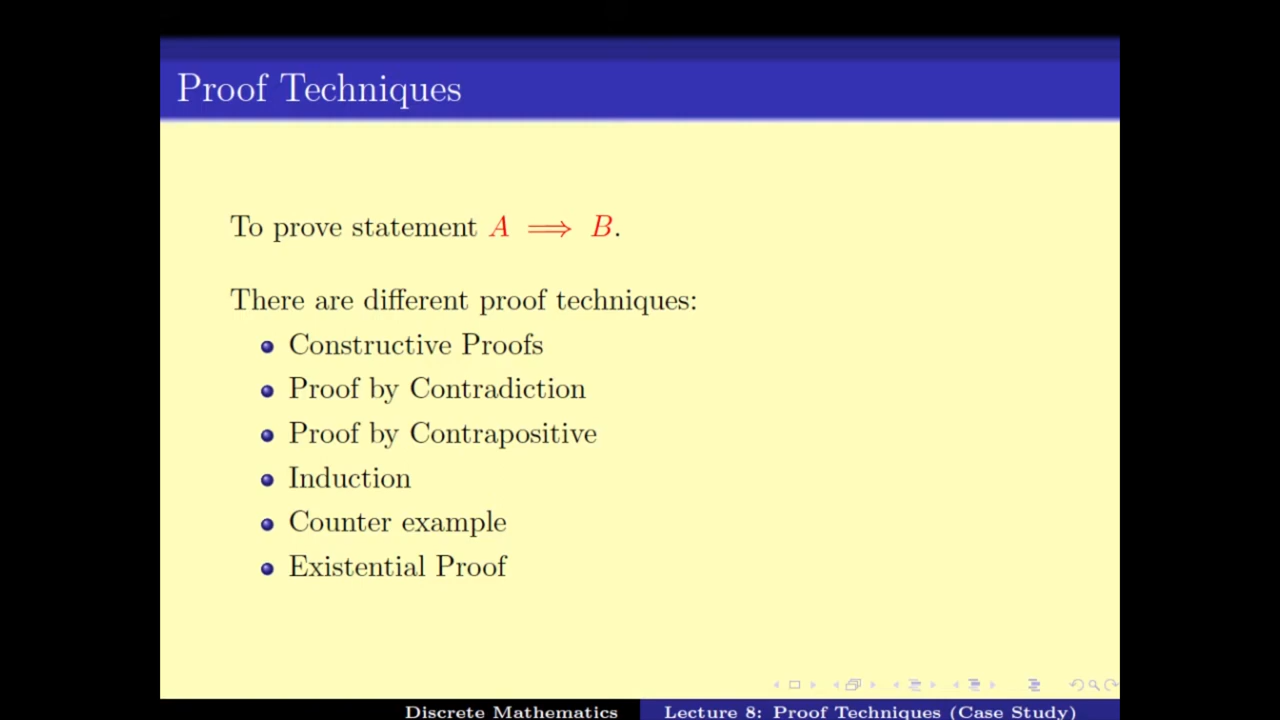 Proof Techniques
To prove statement A ⟹ B.
There are different proof techniques:
Constructive Proofs
Proof by Contradiction
Proof by Contrapositive
Induction
Counter example
Existential Proof
Discrete Mathematics
Lecture 8: Proof Techniques (Case Study)